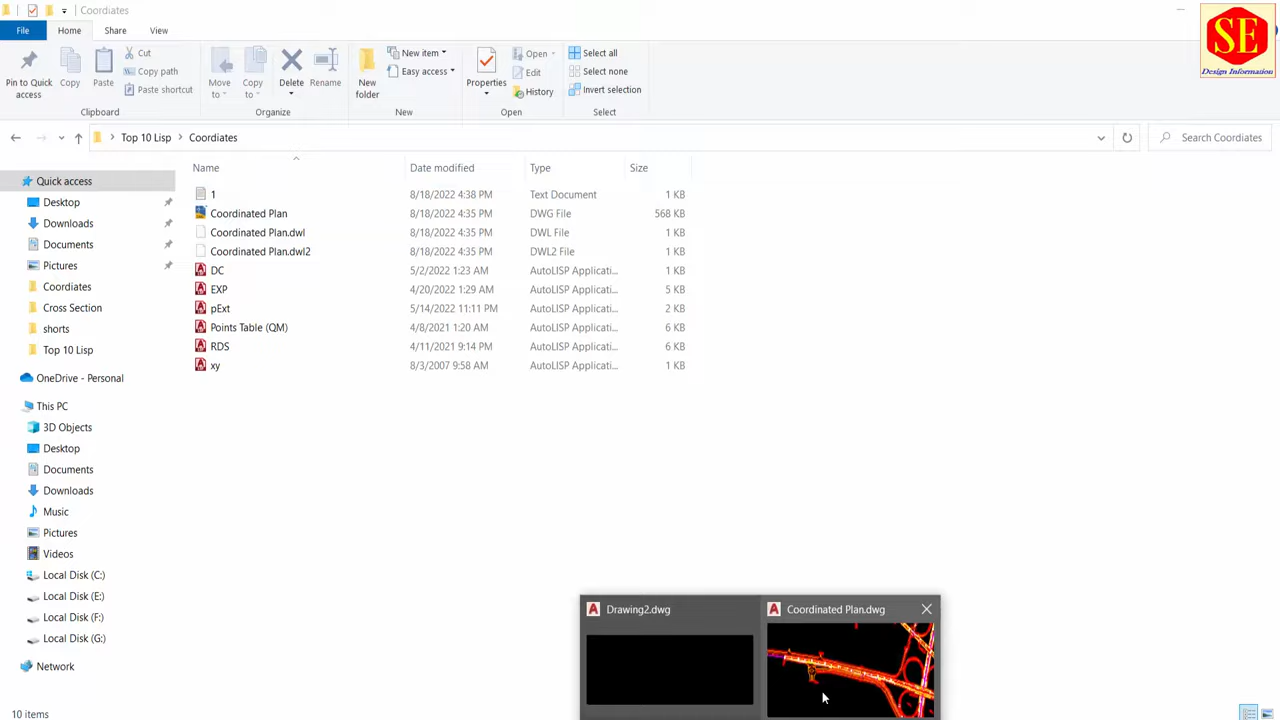 Coordiates
SE
Design Information
File Home Share View
Pin to Quick access
Copy
Paste
Cut
Copy path
Paste shortcut
Clipboard
Move to
Copy to
Delete
Rename
Organize
New folder
New item
Easy access
New
Properties
Open
Edit
History
Open
Select all
Select none
Invert selection
Select
Top 10 Lisp > Coordiates
Search Coordiates
Name Date modified Type Size
1 8/18/2022 4:38 PM Text Document 1 KB
Coordinated Plan 8/18/2022 4:35 PM DWG File 568 KB
Coordinated Plan.dwl 8/18/2022 4:35 PM DWL File 1 KB
Coordinated Plan.dwl2 8/18/2022 4:35 PM DWL2 File 1 KB
DC 5/2/2022 1:23 AM AutoLISP Applicati... 1 KB
EXP 4/20/2022 1:29 AM AutoLISP Applicati... 5 KB
pExt 5/14/2022 11:11 PM AutoLISP Applicati... 2 KB
Points Table (QM) 4/8/2021 1:20 AM AutoLISP Applicati... 6 KB
RDS 4/11/2021 9:14 PM AutoLISP Applicati... 6 KB
xy 8/3/2007 9:58 AM AutoLISP Applicati... 1 KB
Quick access
Desktop
Downloads
Documents
Pictures
Coordiates
Cross Section
shorts
Top 10 Lisp
OneDrive - Personal
This PC
3D Objects
Desktop
Documents
Downloads
Music
Pictures
Videos
Local Disk (C:)
Local Disk (E:)
Local Disk (F:)
Local Disk (G:)
Network
Drawing2.dwg
Coordinated Plan.dwg
10 items